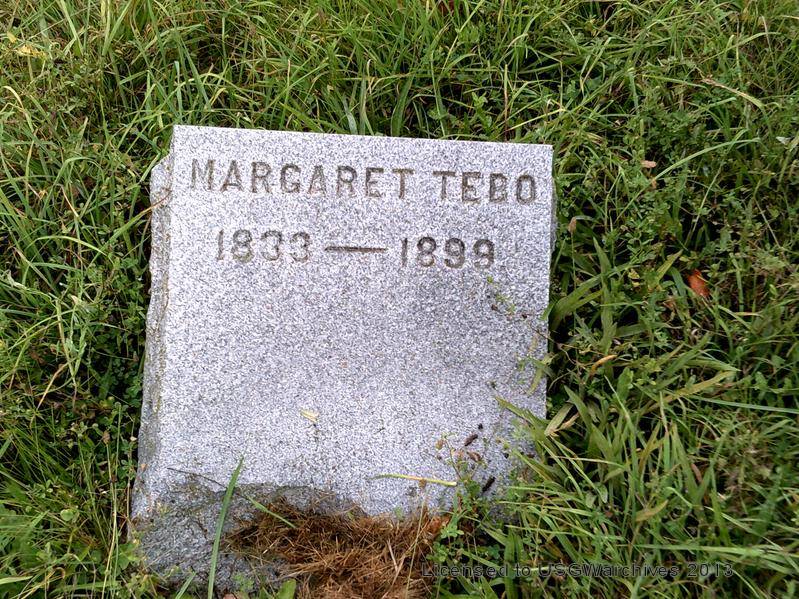 MARGARET TEBO
1833 — 1899
Licensed to USGWarchives 2013